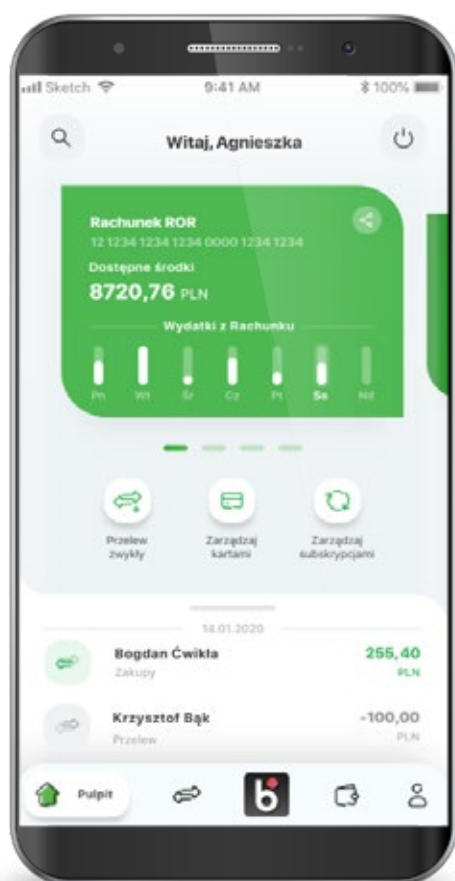 Sketch 9:41 AM 100%
Witaj, Agnieszka
Rachunek ROR
12 1234 1234 1234 0000 1234 1234
Dostępne środki
8720,76 PLN
Wydatki z Rachunku
Pn Wt Śr Cz Pt So Nd
Przelew zwykły
Zarządzaj kartami
Zarządzaj subskrypcjami
14.01.2020
Bogdan Ćwikła 255,40
Zakupy PLN
Krzysztof Bąk -100,00
Przelew PLN
Pulpit b